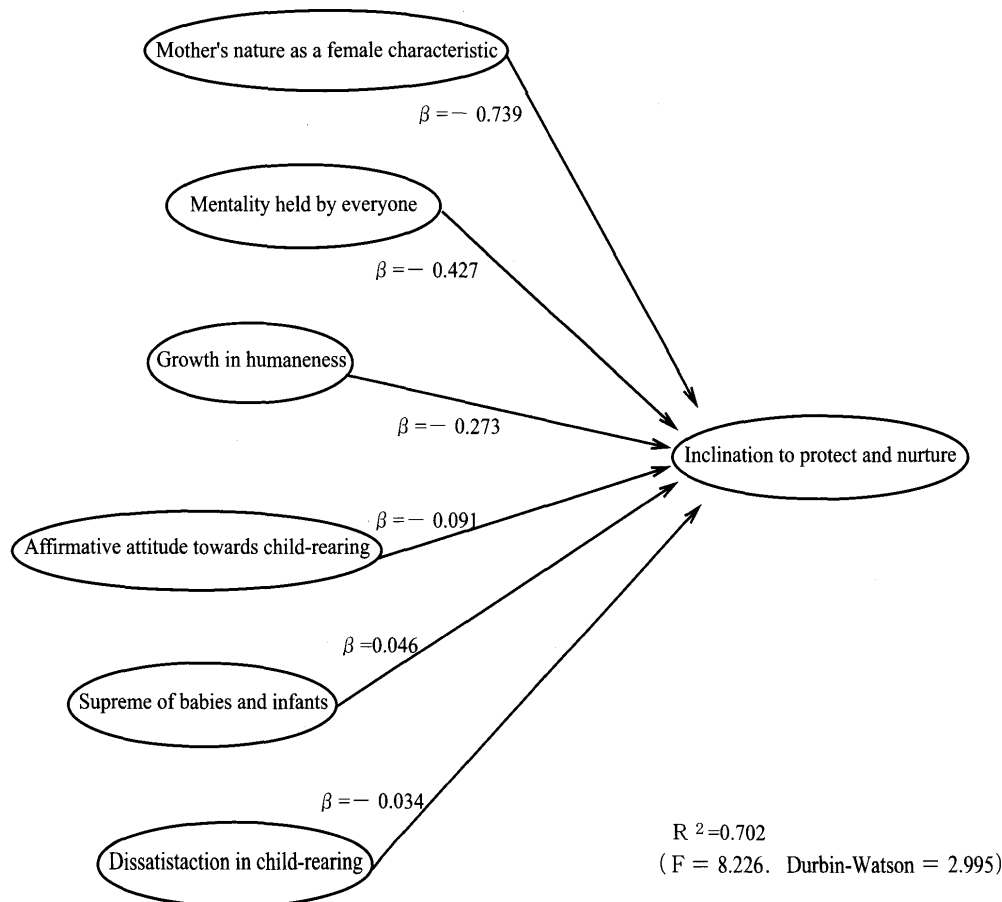 Mother's nature as a female characteristic
β=− 0.739
Mentality held by everyone
β=− 0.427
Growth in humaneness
β=− 0.273
Inclination to protect and nurture
β=− 0.091
Affirmative attitude towards child-rearing
β=0.046
Supreme of babies and infants
β=− 0.034
Dissatistaction in child-rearing
R²=0.702
(F = 8.226. Durbin-Watson = 2.995)